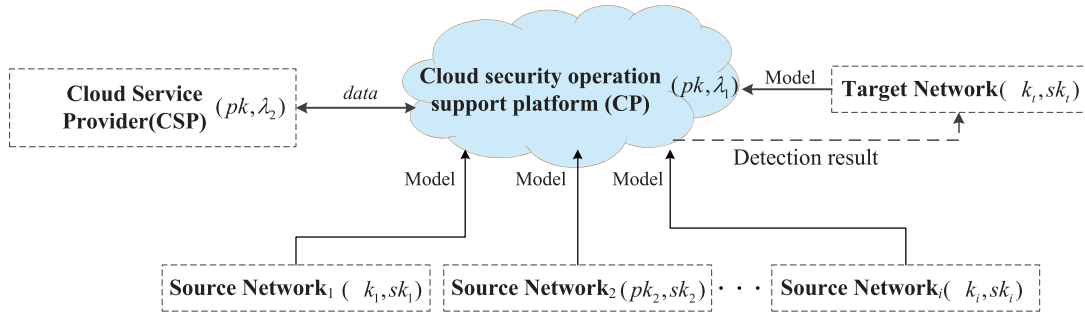 Cloud Service
Provider(CSP) (pk, λ₂)
data
Cloud security operation
support platform (CP) (pk, λ₁)
Model
Target Network( kₜ, skₜ)
Detection result
Model
Model
Model
Source Network₁ ( k₁, sk₁)
Source Network₂ (pk₂, sk₂)
· · ·
Source Networkᵢ( kᵢ, skᵢ)